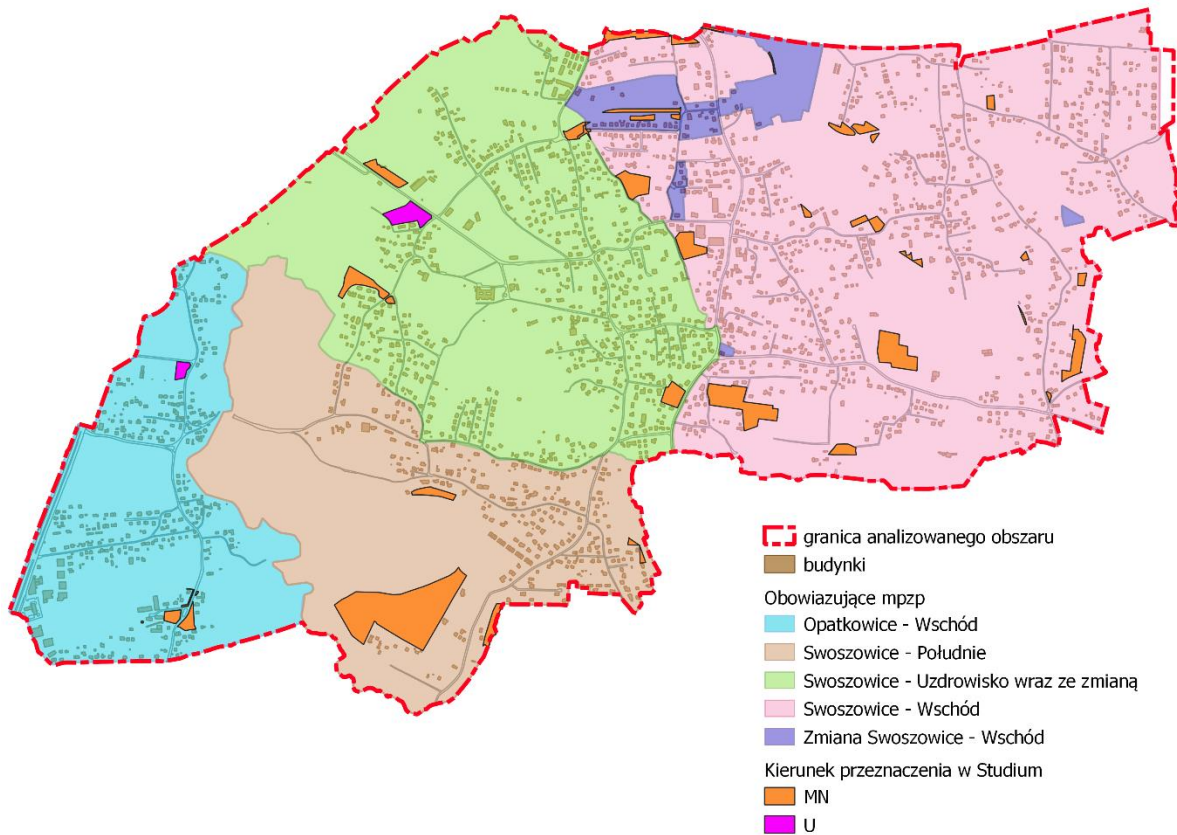 granica analizowanego obszaru
budynki
Obowiazujące mpzp
Opatkowice - Wschód
Swoszowice - Południe
Swoszowice - Uzdrowisko wraz ze zmianą
Swoszowice - Wschód
Zmiana Swoszowice - Wschód
Kierunek przeznaczenia w Studium
MN
U